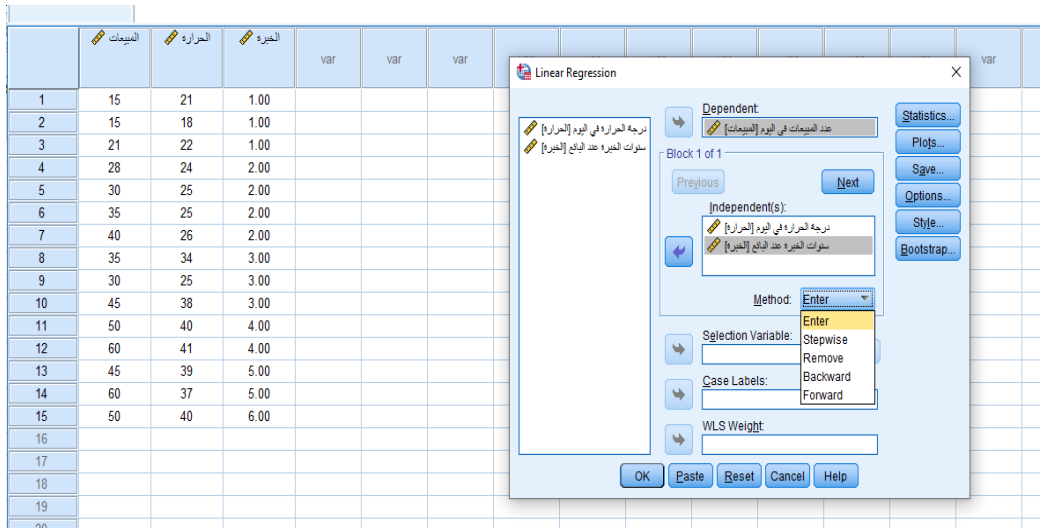 المبيعات الحرارة الخبرة var var var var
1 15 21 1.00
2 15 18 1.00
3 21 22 1.00
4 28 24 2.00
5 30 25 2.00
6 35 25 2.00
7 40 26 2.00
8 35 34 3.00
9 30 25 3.00
10 45 38 3.00
11 50 40 4.00
12 60 41 4.00
13 45 39 5.00
14 60 37 5.00
15 50 40 6.00
16
17
18
19
Linear Regression
درجة الحرارة في اليوم [الحرارة]
سنوات الخبرة عند البائع [الخبرة]
Dependent:
عدد المبيعات في اليوم [المبيعات]
Block 1 of 1
Previous Next
Independent(s):
درجة الحرارة في اليوم [الحرارة]
سنوات الخبرة عند البائع [الخبرة]
Method: Enter
Enter
Stepwise
Remove
Backward
Forward
Selection Variable:
Case Labels:
WLS Weight:
Statistics...
Plots...
Save...
Options...
Style...
Bootstrap...
OK Paste Reset Cancel Help